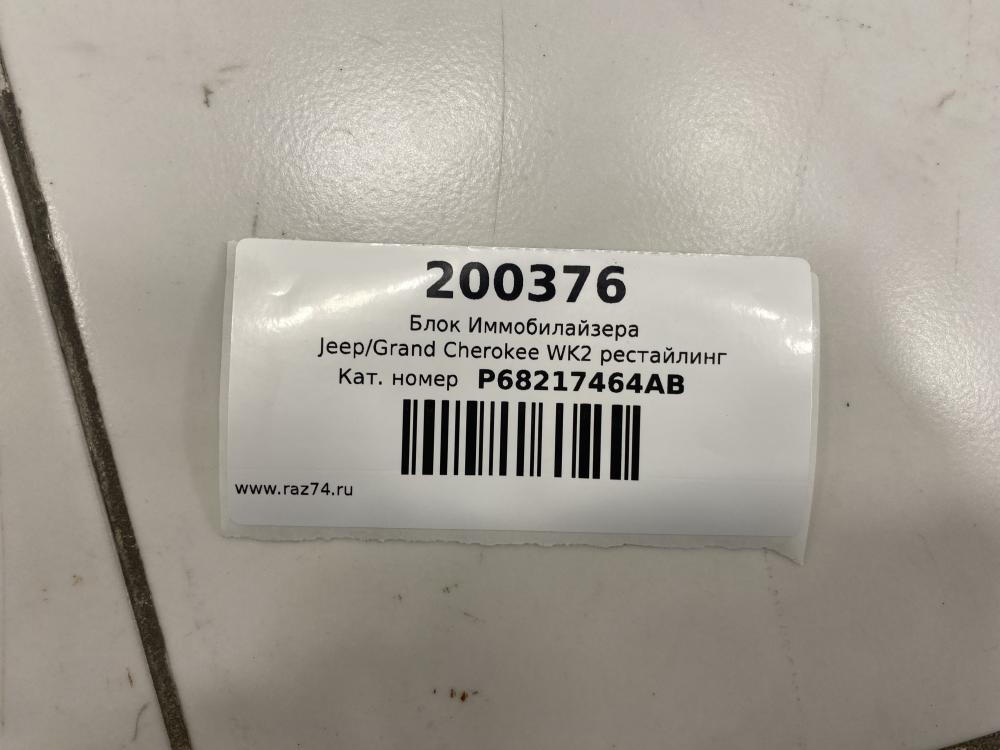 200376
Блок Иммобилайзера
Jeep/Grand Cherokee WK2 рестайлинг
Кат. номер P68217464AB
www.raz74.ru